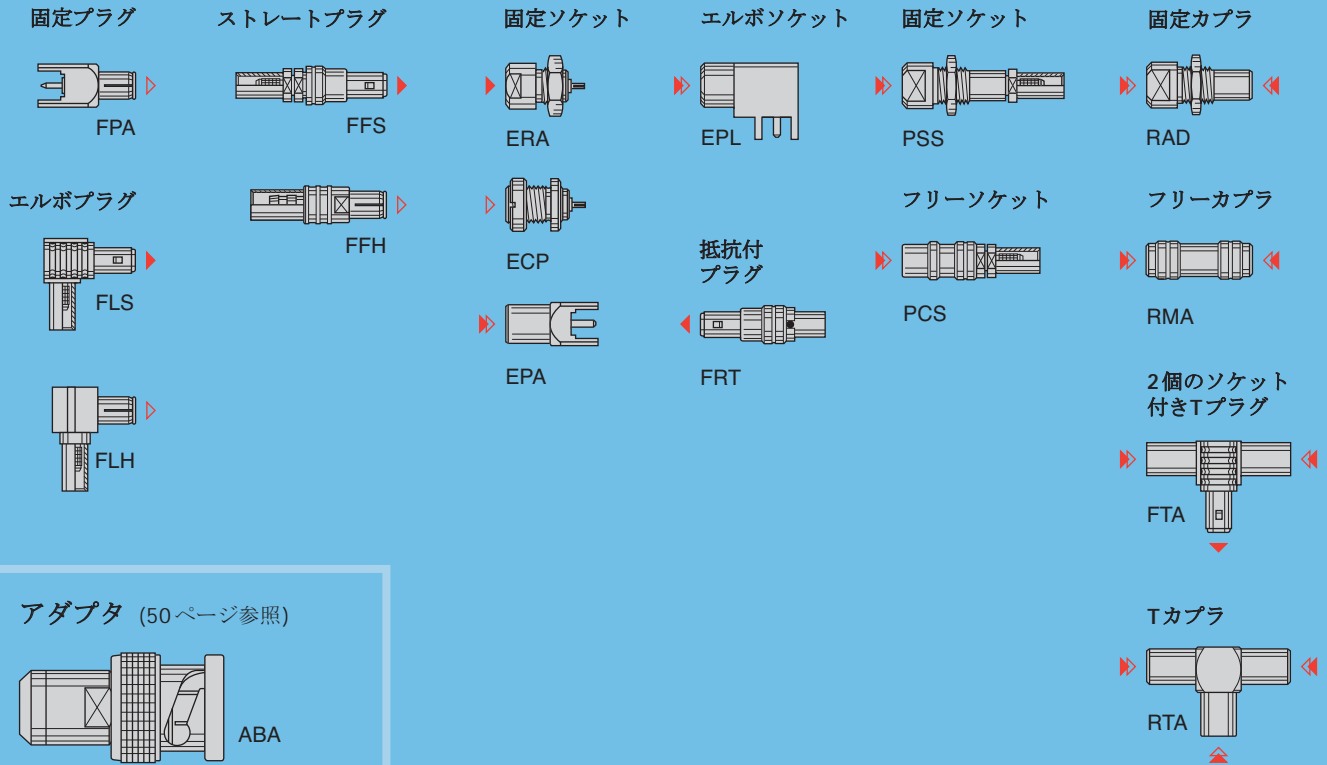 固定プラグ
FPA
エルボプラグ
FLS
FLH
ストレートプラグ
FFS
FFH
固定ソケット
ERA
ECP
EPA
エルボソケット
EPL
抵抗付
プラグ
FRT
固定ソケット
PSS
フリーソケット
PCS
固定カプラ
RAD
フリーカプラ
RMA
2個のソケット
付きTプラグ
FTA
Tカプラ
RTA
アダプタ (50ページ参照)
ABA